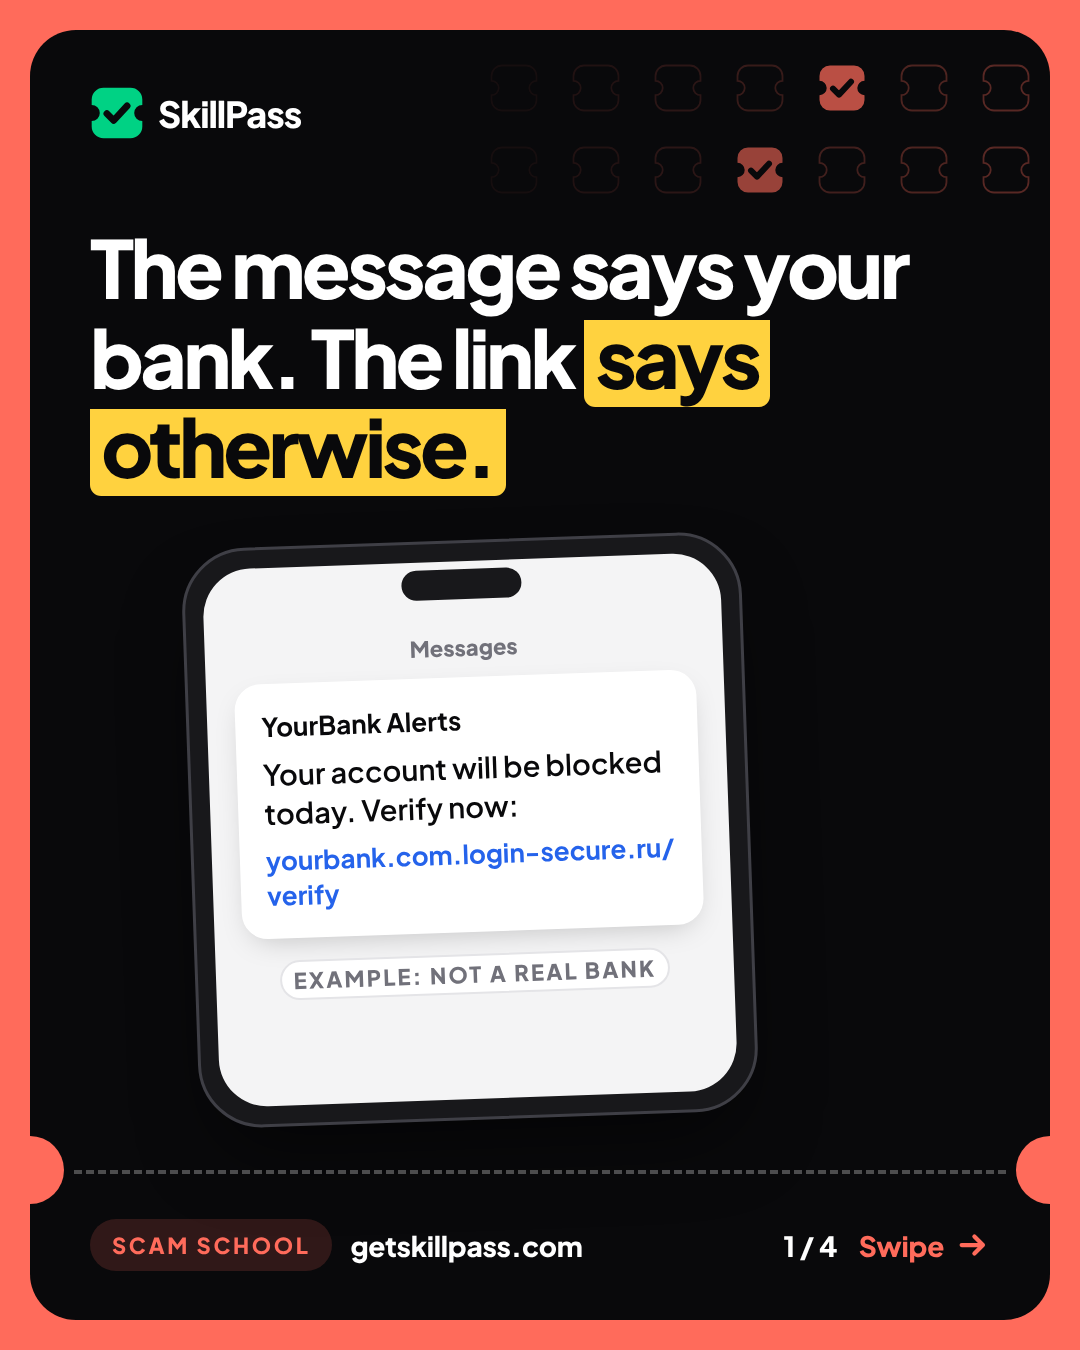 SkillPass
The message says your
bank. The link says
otherwise.
Messages
YourBank Alerts
Your account will be blocked
today. Verify now:
yourbank.com.login-secure.ru/
verify
EXAMPLE: NOT A REAL BANK
SCAM SCHOOL getskillpass.com 1 / 4 Swipe →